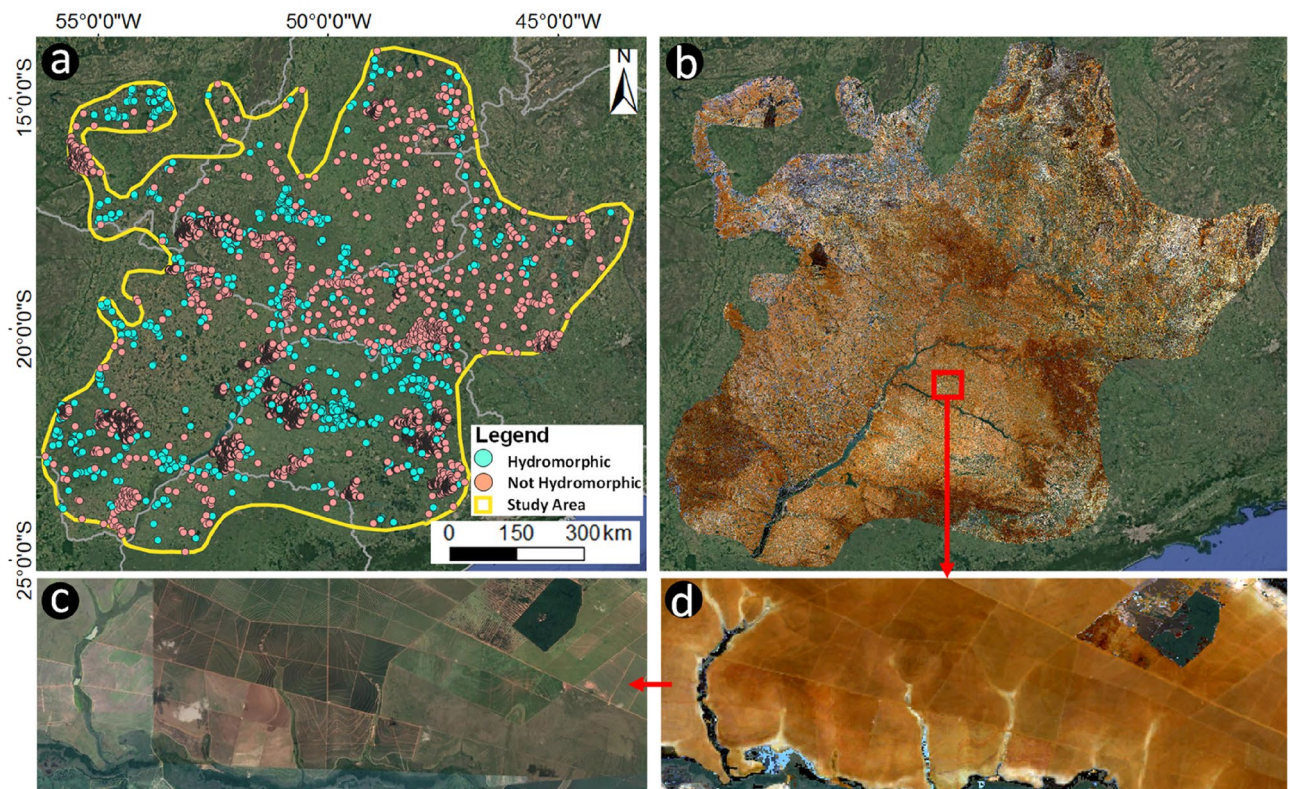 55°0'0"W 50°0'0"W 45°0'0"W
a
N
b
15°0'0"S
20°0'0"S
25°0'0"S
Legend
Hydromorphic
Not Hydromorphic
Study Area
0 150 300 km
c
d